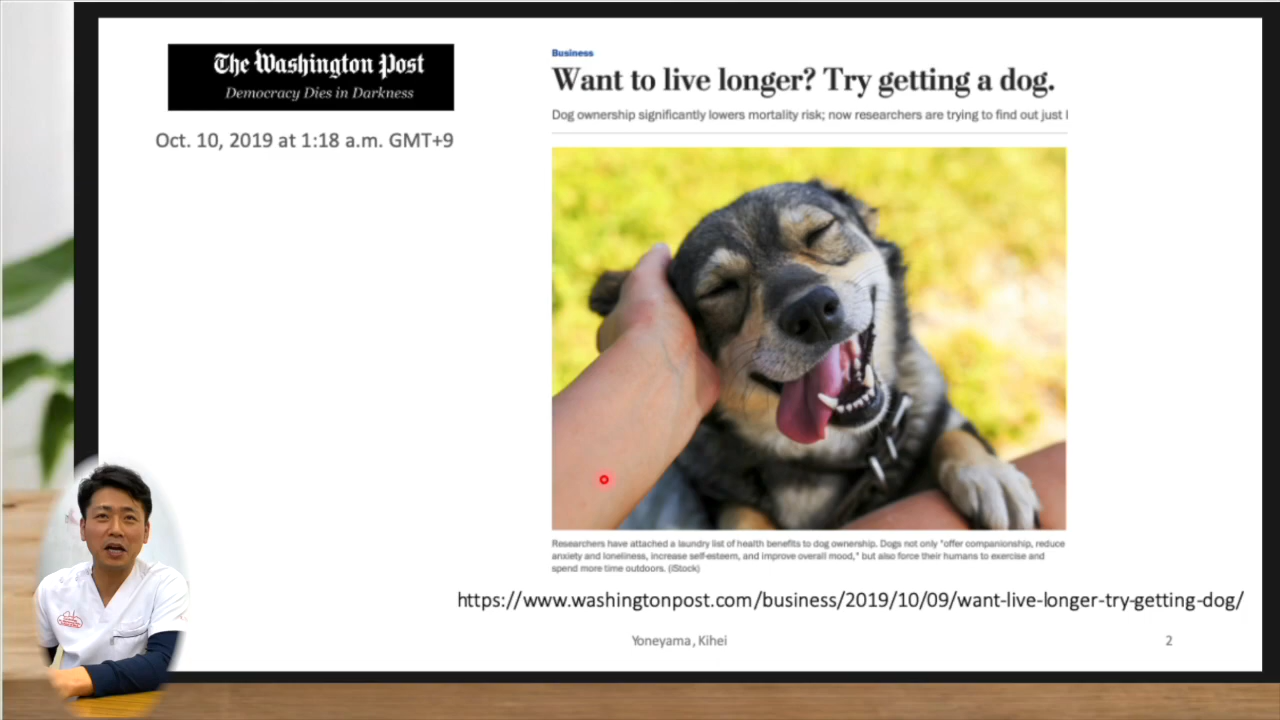 The Washington Post
Democracy Dies in Darkness
Oct. 10, 2019 at 1:18 a.m. GMT+9
Business
Want to live longer? Try getting a dog.
Dog ownership significantly lowers mortality risk; now researchers are trying to find out just
Researchers have attached a laundry list of health benefits to dog ownership. Dogs not only "offer companionship, reduce
anxiety and loneliness, increase self-esteem, and improve overall mood," but also force their humans to exercise and
spend more time outdoors. (iStock)
https://www.washingtonpost.com/business/2019/10/09/want-live-longer-try-getting-dog/
Yoneyama, Kihei
2